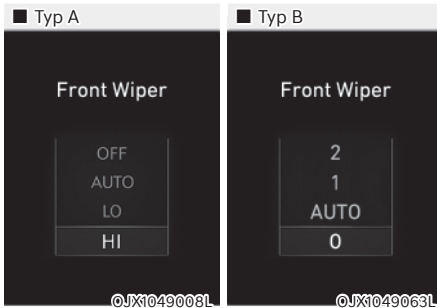 ■ Typ A
Front Wiper
OFF
AUTO
LO
HI
OJX1049008L
■ Typ B
Front Wiper
2
1
AUTO
0
OJX1049063L